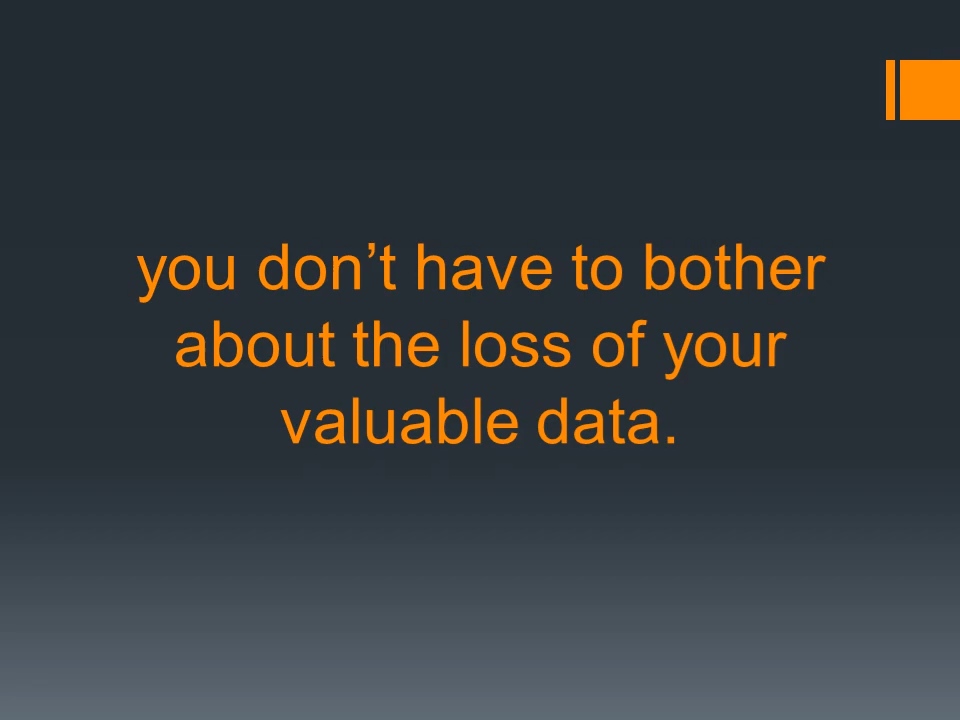 you don’t have to bother
about the loss of your
valuable data.